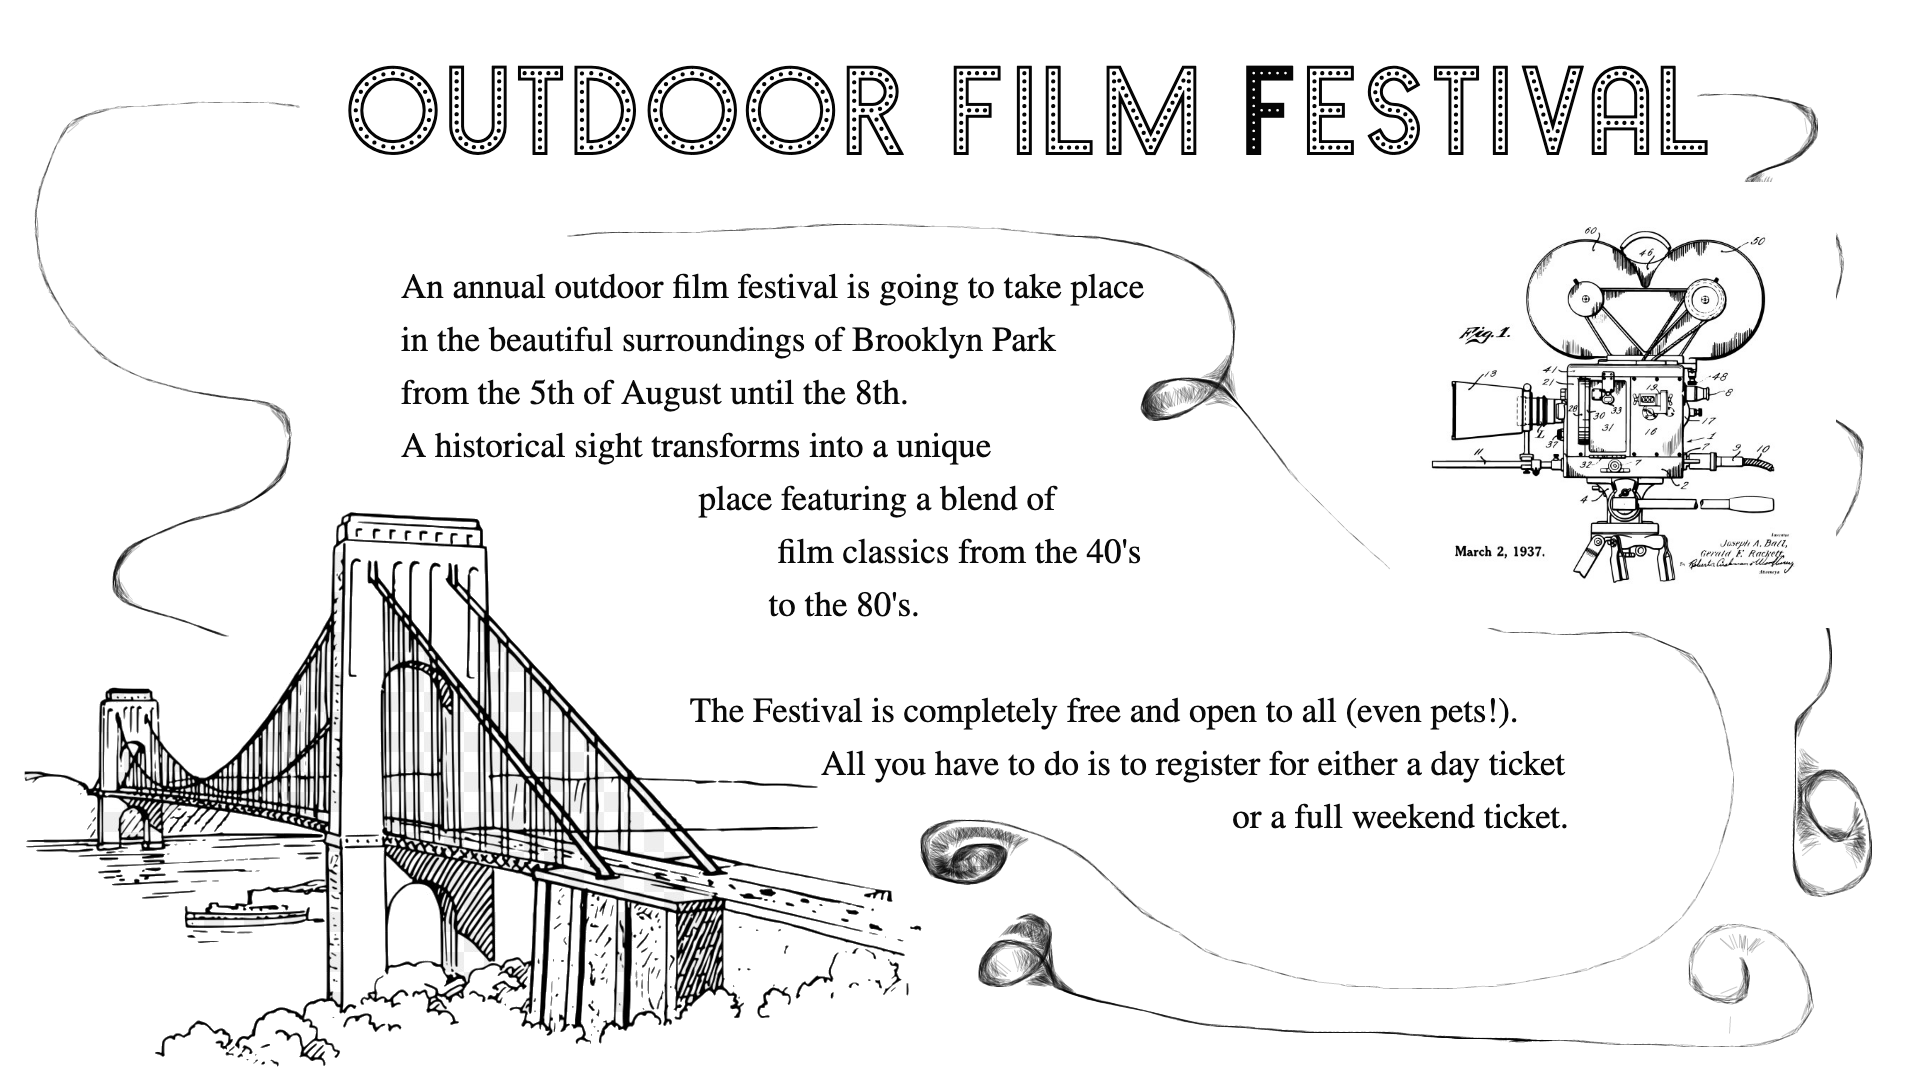 OUTDOOR FILM FESTIVAL
An annual outdoor film festival is going to take place
in the beautiful surroundings of Brooklyn Park
from the 5th of August until the 8th.
A historical sight transforms into a unique
place featuring a blend of
film classics from the 40's
to the 80's.
60
50
46
Fig. 1.
13
41
21
19
48
8
28
30
33
17
31
16
1
L
37
11
32
7
7
9
10
2
4
March 2, 1937.
Joseph A. Ball,
Gerald F. Rackett,
Attorneys
The Festival is completely free and open to all (even pets!).
All you have to do is to register for either a day ticket
or a full weekend ticket.